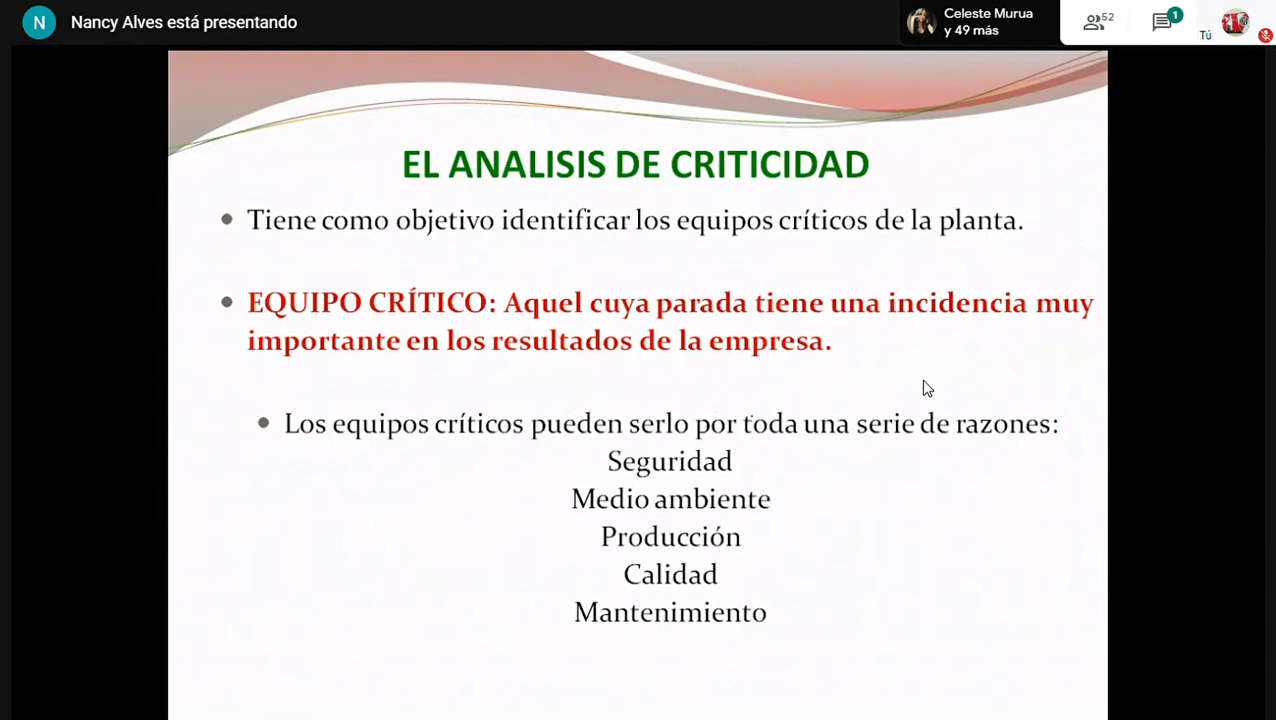 N Nancy Alves está presentando
Celeste Murua
y 49 más
52
1
Tú
EL ANALISIS DE CRITICIDAD
Tiene como objetivo identificar los equipos críticos de la planta.
EQUIPO CRÍTICO: Aquel cuya parada tiene una incidencia muy
importante en los resultados de la empresa.
Los equipos críticos pueden serlo por toda una serie de razones:
Seguridad
Medio ambiente
Producción
Calidad
Mantenimiento